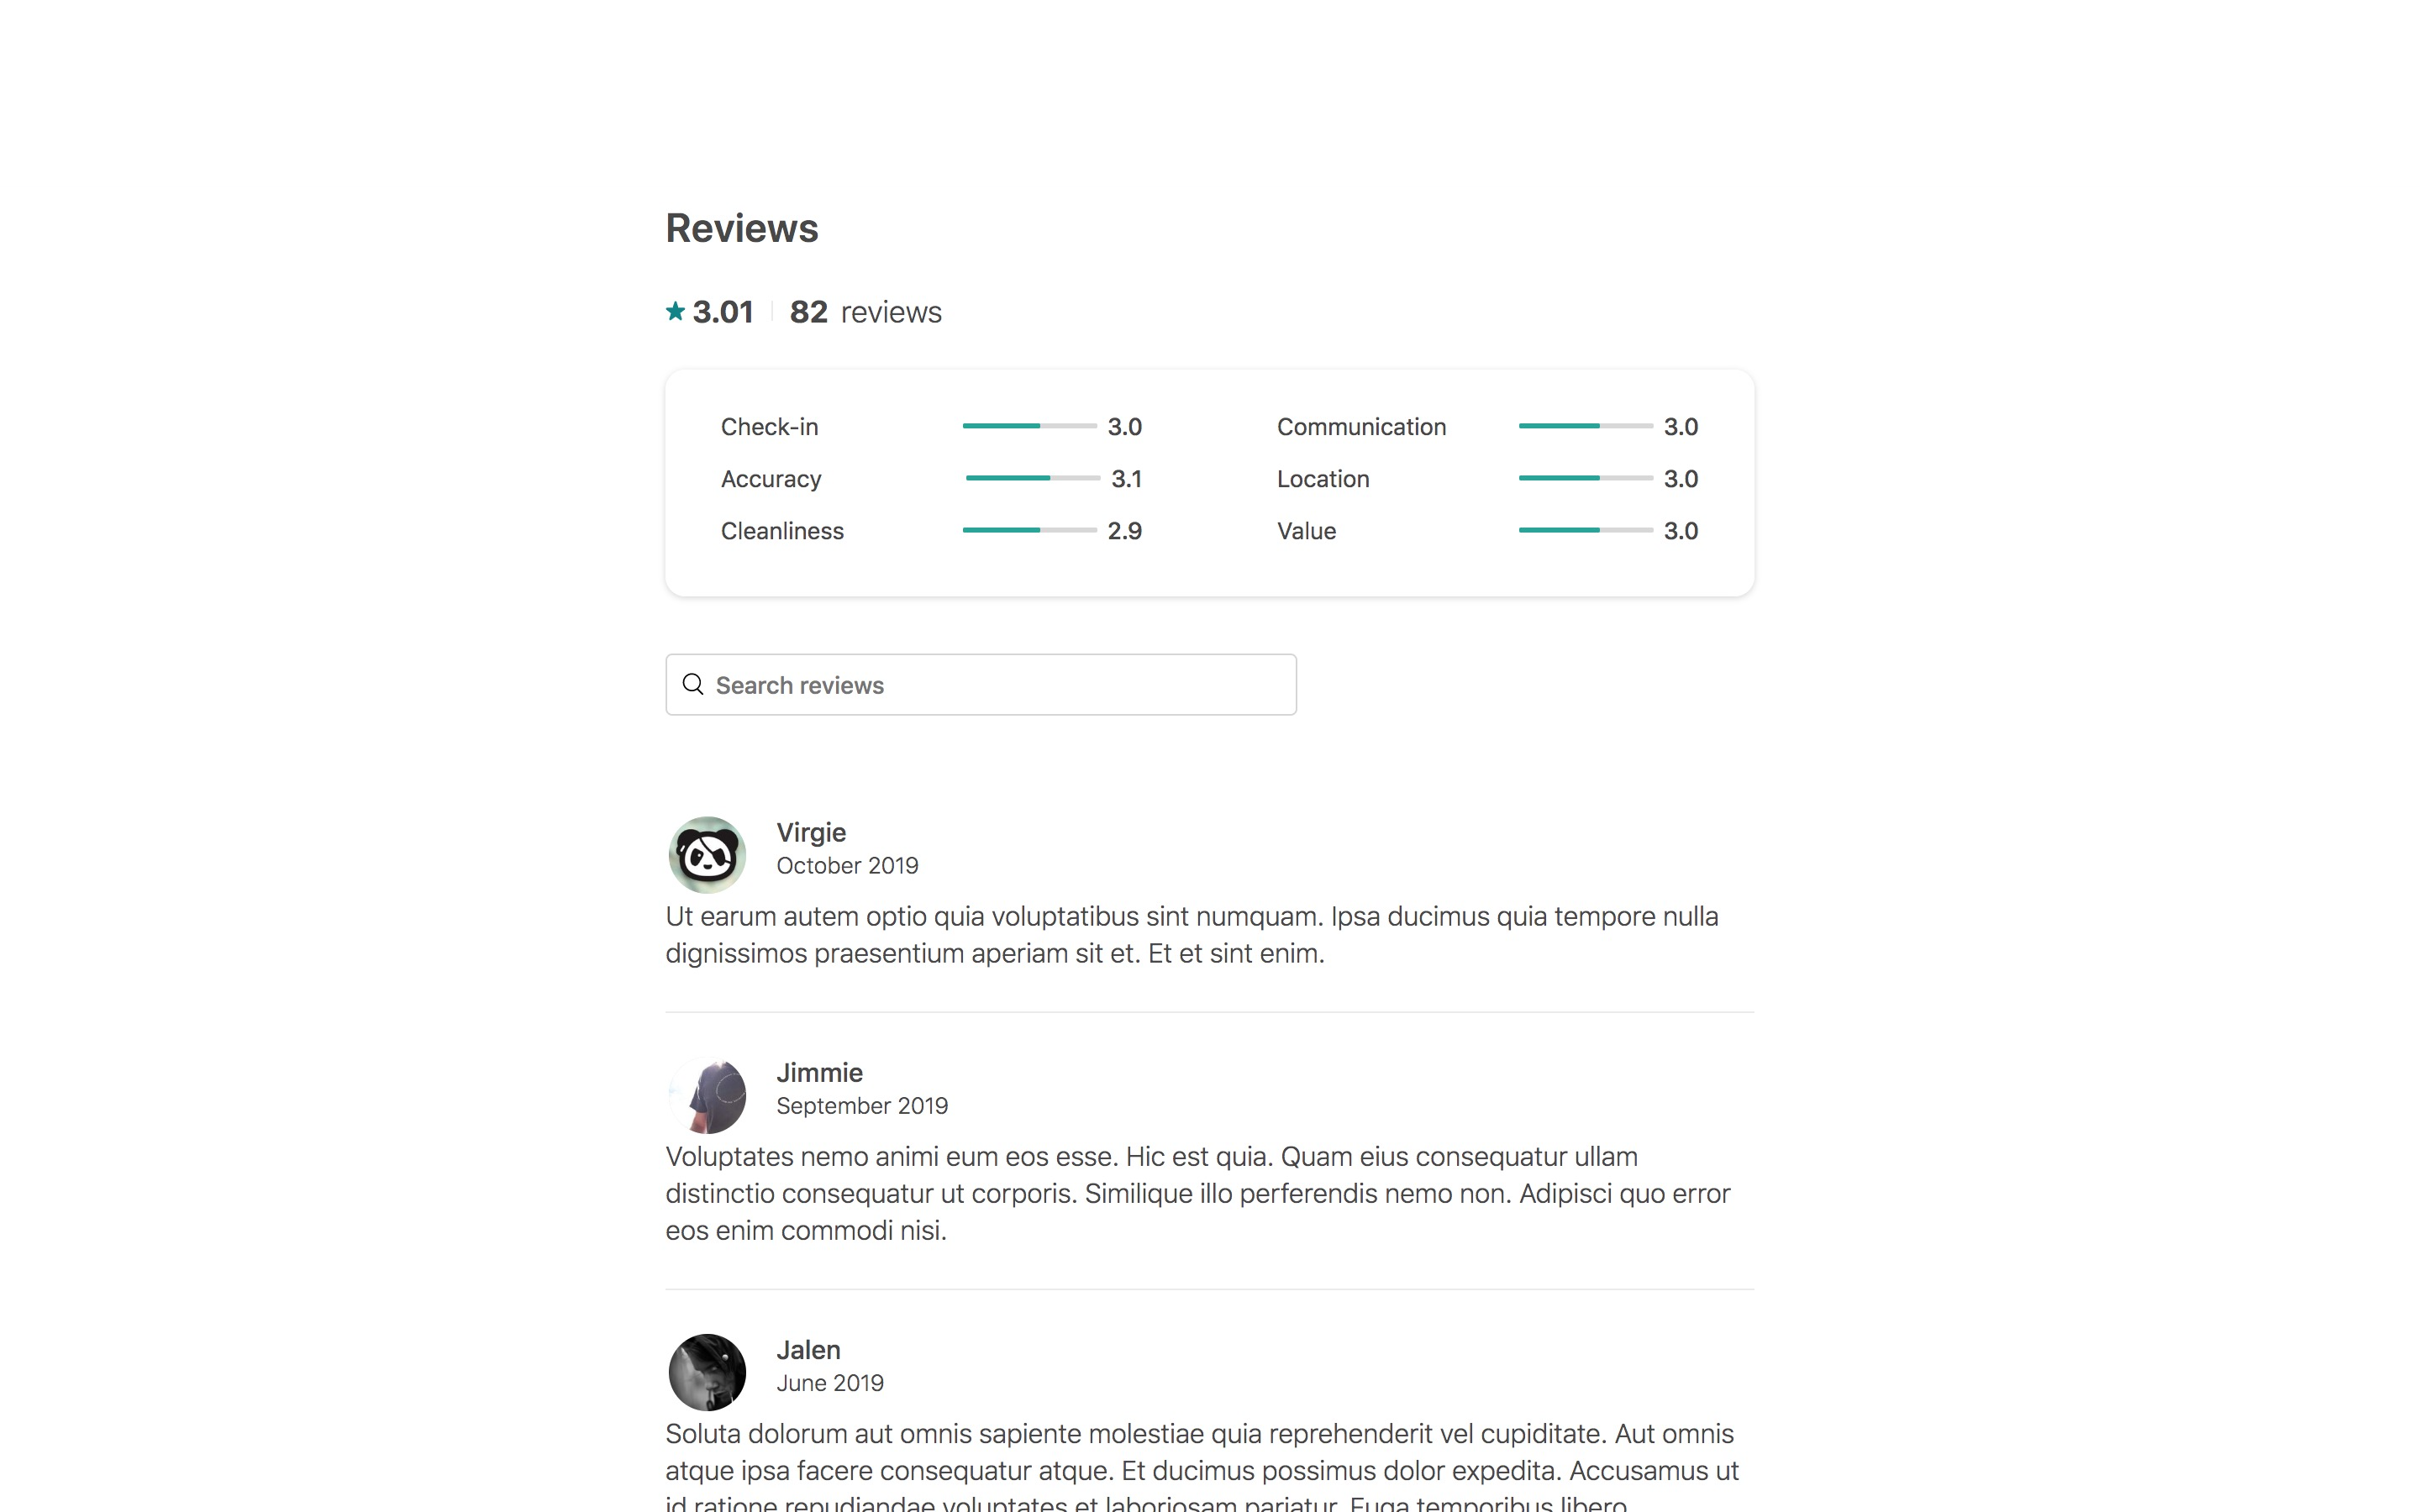 Reviews
3.01 82 reviews
Check-in 3.0 Communication 3.0
Accuracy 3.1 Location 3.0
Cleanliness 2.9 Value 3.0
Search reviews
Virgie
October 2019
Ut earum autem optio quia voluptatibus sint numquam. Ipsa ducimus quia tempore nulla
dignissimos praesentium aperiam sit et. Et et sint enim.
Jimmie
September 2019
Voluptates nemo animi eum eos esse. Hic est quia. Quam eius consequatur ullam
distinctio consequatur ut corporis. Similique illo perferendis nemo non. Adipisci quo error
eos enim commodi nisi.
Jalen
June 2019
Soluta dolorum aut omnis sapiente molestiae quia reprehenderit vel cupiditate. Aut omnis
atque ipsa facere consequatur atque. Et ducimus possimus dolor expedita. Accusamus ut
id ratione repudiandae voluptates et laboriosam pariatur. Fuga temporibus libero